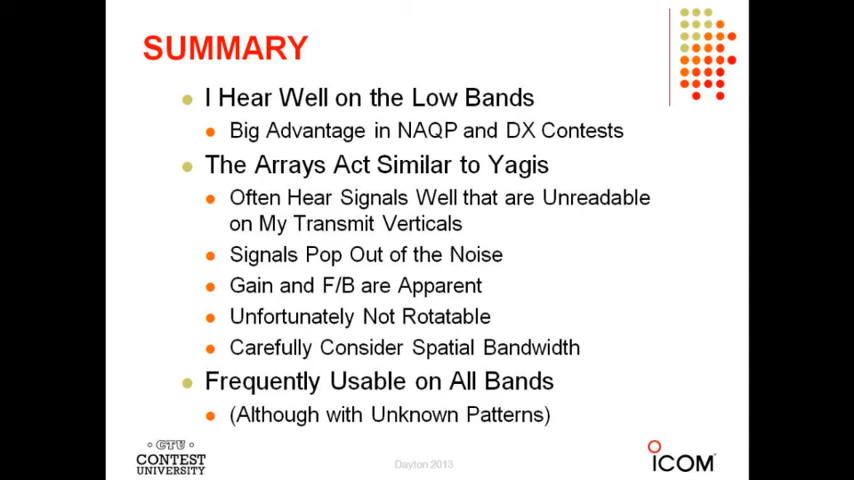 SUMMARY
I Hear Well on the Low Bands
Big Advantage in NAQP and DX Contests
The Arrays Act Similar to Yagis
Often Hear Signals Well that are Unreadable
on My Transmit Verticals
Signals Pop Out of the Noise
Gain and F/B are Apparent
Unfortunately Not Rotatable
Carefully Consider Spatial Bandwidth
Frequently Usable on All Bands
(Although with Unknown Patterns)
CTU
CONTEST
UNIVERSITY
Dayton 2013
ICOM